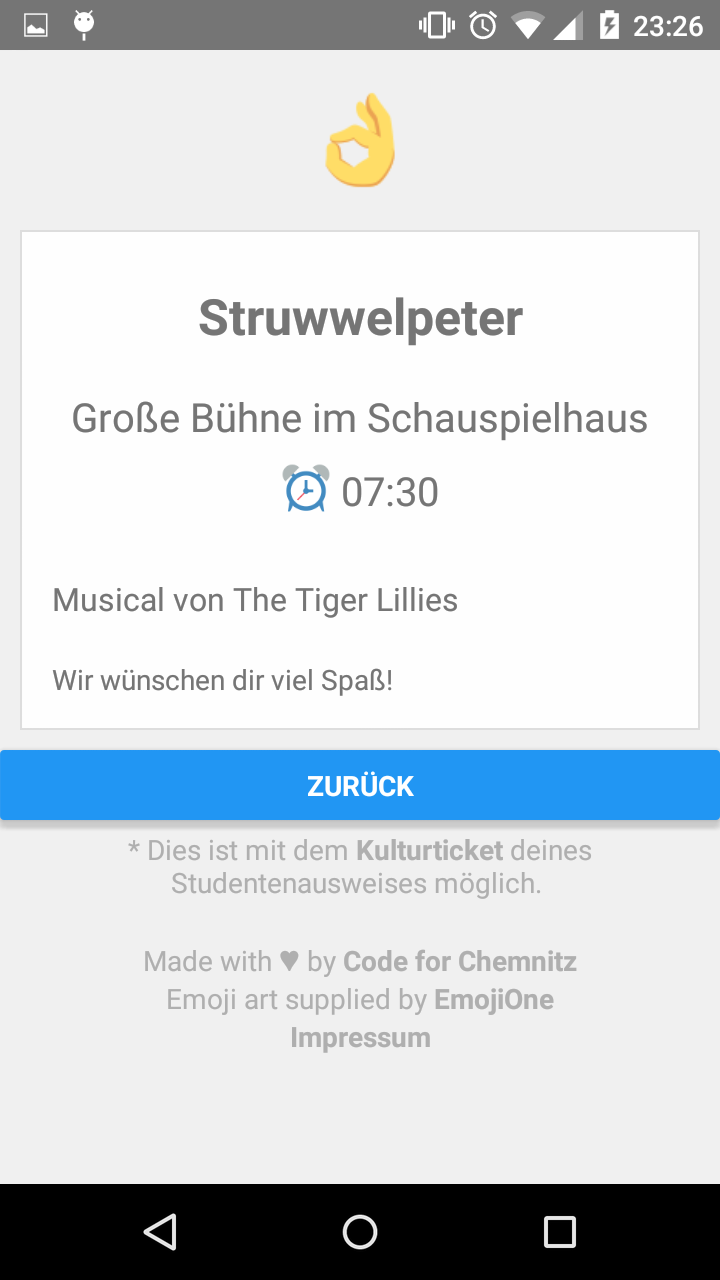 23:26
Struwwelpeter
Große Bühne im Schauspielhaus
07:30
Musical von The Tiger Lillies
Wir wünschen dir viel Spaß!
ZURÜCK
* Dies ist mit dem Kulturticket deines
Studentenausweises möglich.
Made with ♥ by Code for Chemnitz
Emoji art supplied by EmojiOne
Impressum